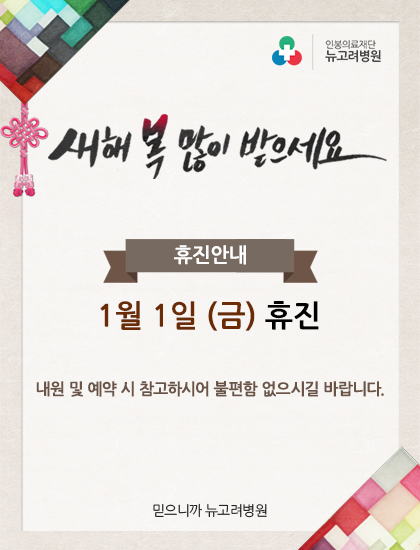 인봉의료재단
뉴고려병원
새해 복 많이 받으세요
휴진안내
1월 1일 (금) 휴진
내원 및 예약 시 참고하시어 불편함 없으시길 바랍니다.
믿으니까 뉴고려병원